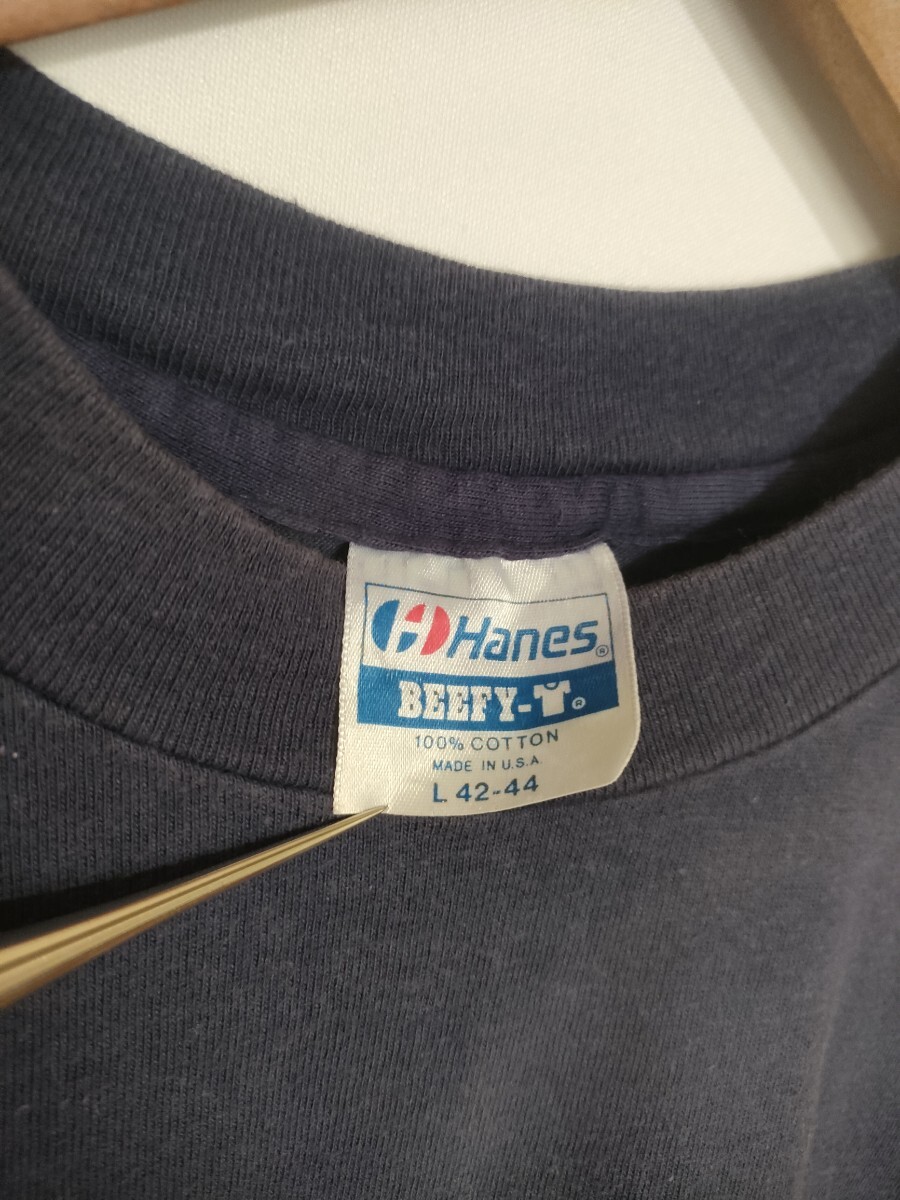 Hanes®
BEEFY-T®
100% COTTON
MADE IN U.S.A.
L 42-44